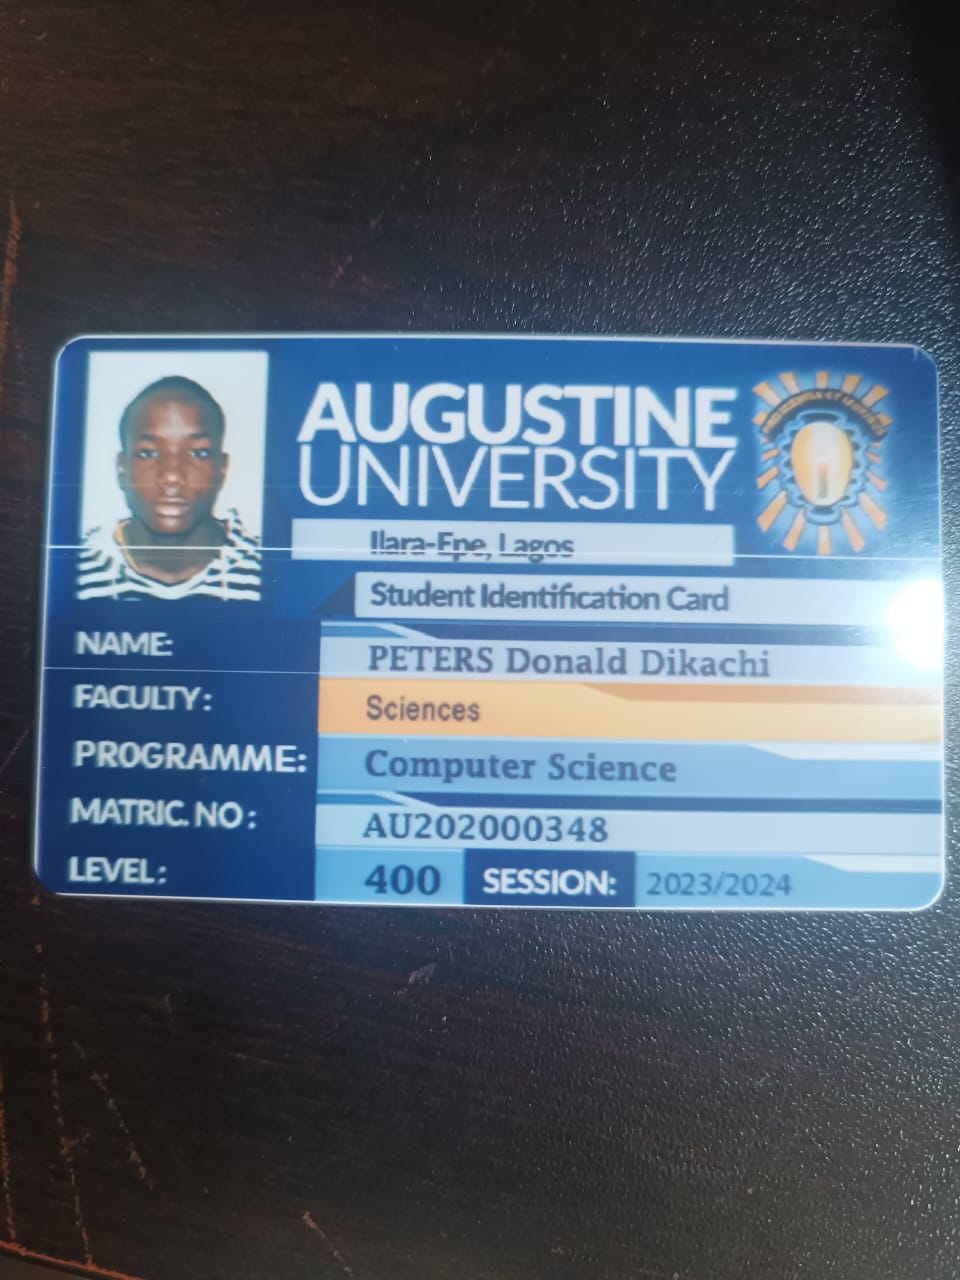 AUGUSTINE
UNIVERSITY
Ilara-Epe, Lagos
Student Identification Card
NAME: PETERS Donald Dikachi
FACULTY: Sciences
PROGRAMME: Computer Science
MATRIC. NO: AU202000348
LEVEL: 400 SESSION: 2023/2024